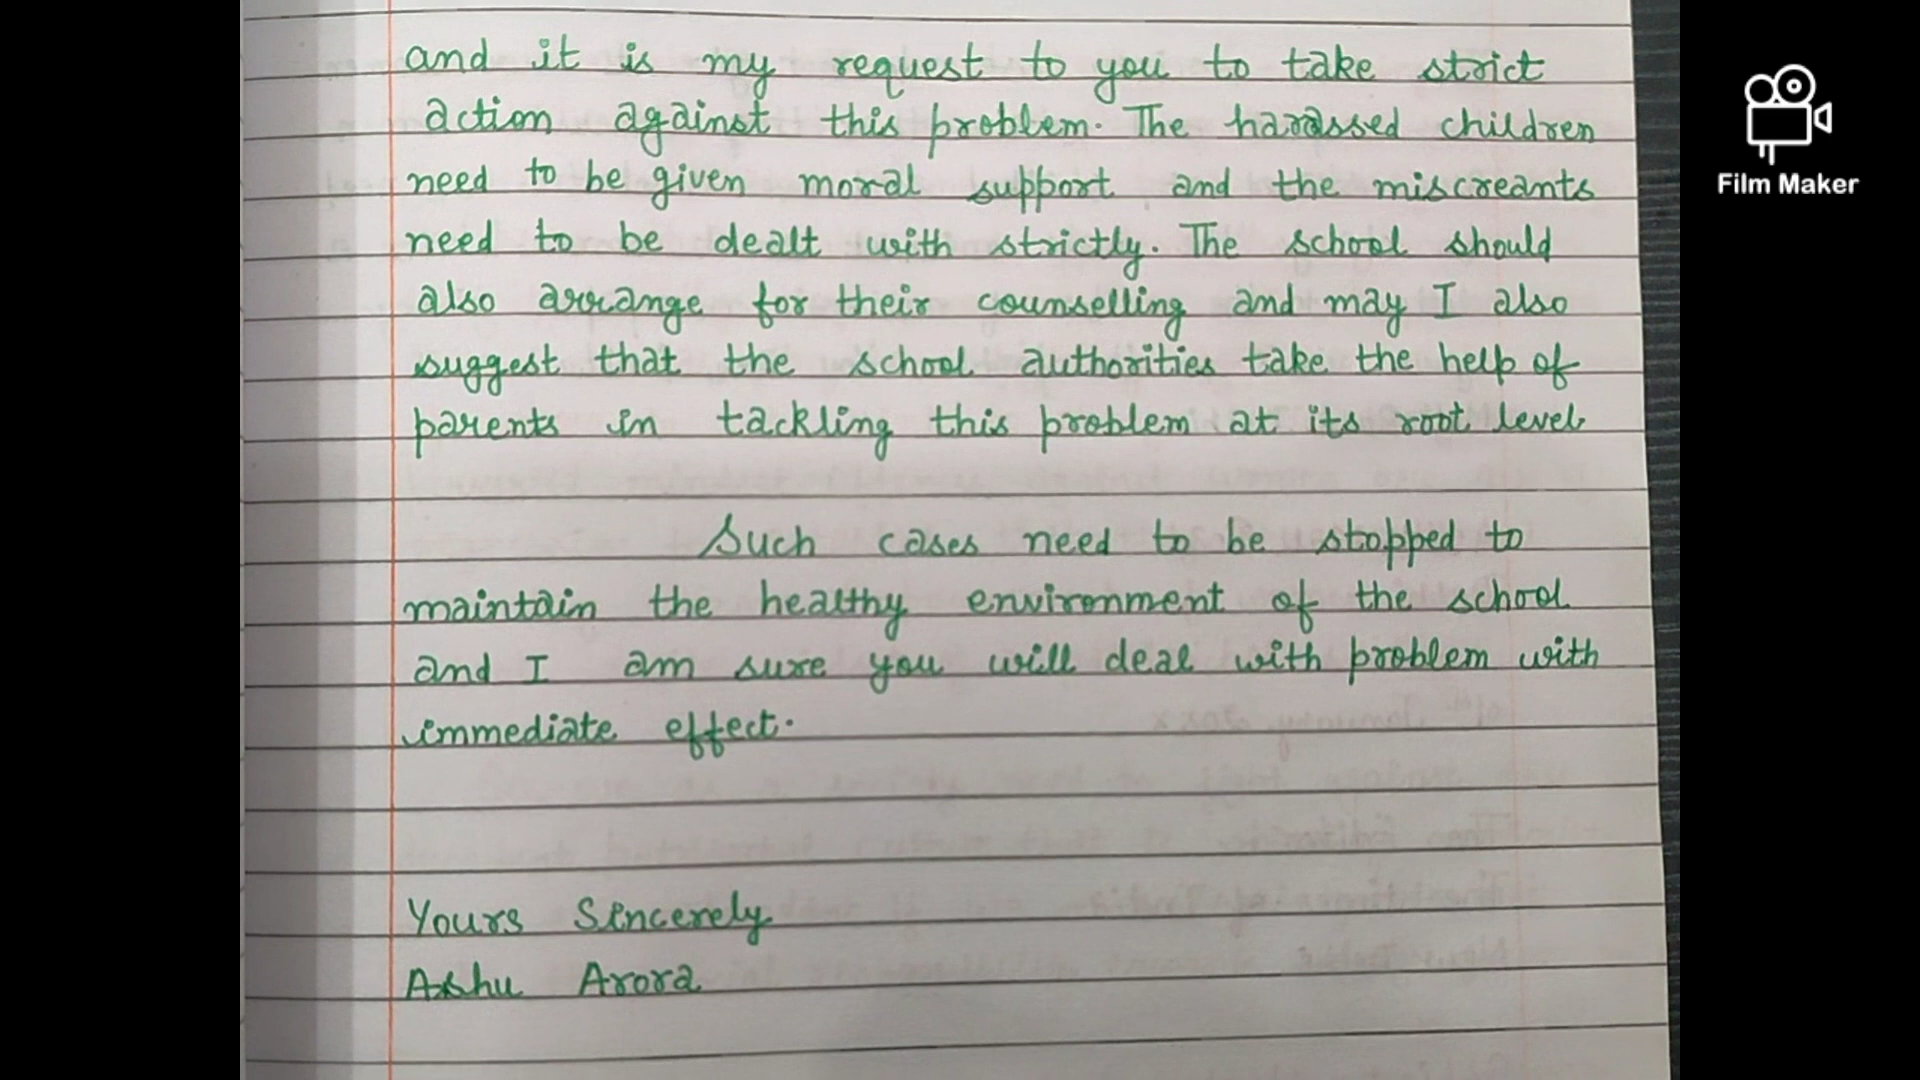 and it is my request to you to take strict
action against this problem. The harassed children
need to be given moral support and the miscreants
need to be dealt with strictly. The school should
also arrange for their counselling and may I also
suggest that the school authorities take the help of
parents in tackling this problem at its root level.
Such cases need to be stopped to
maintain the healthy environment of the school
and I am sure you will deal with problem with
immediate effect.
Yours Sincerely
Ashu Arora
Film Maker